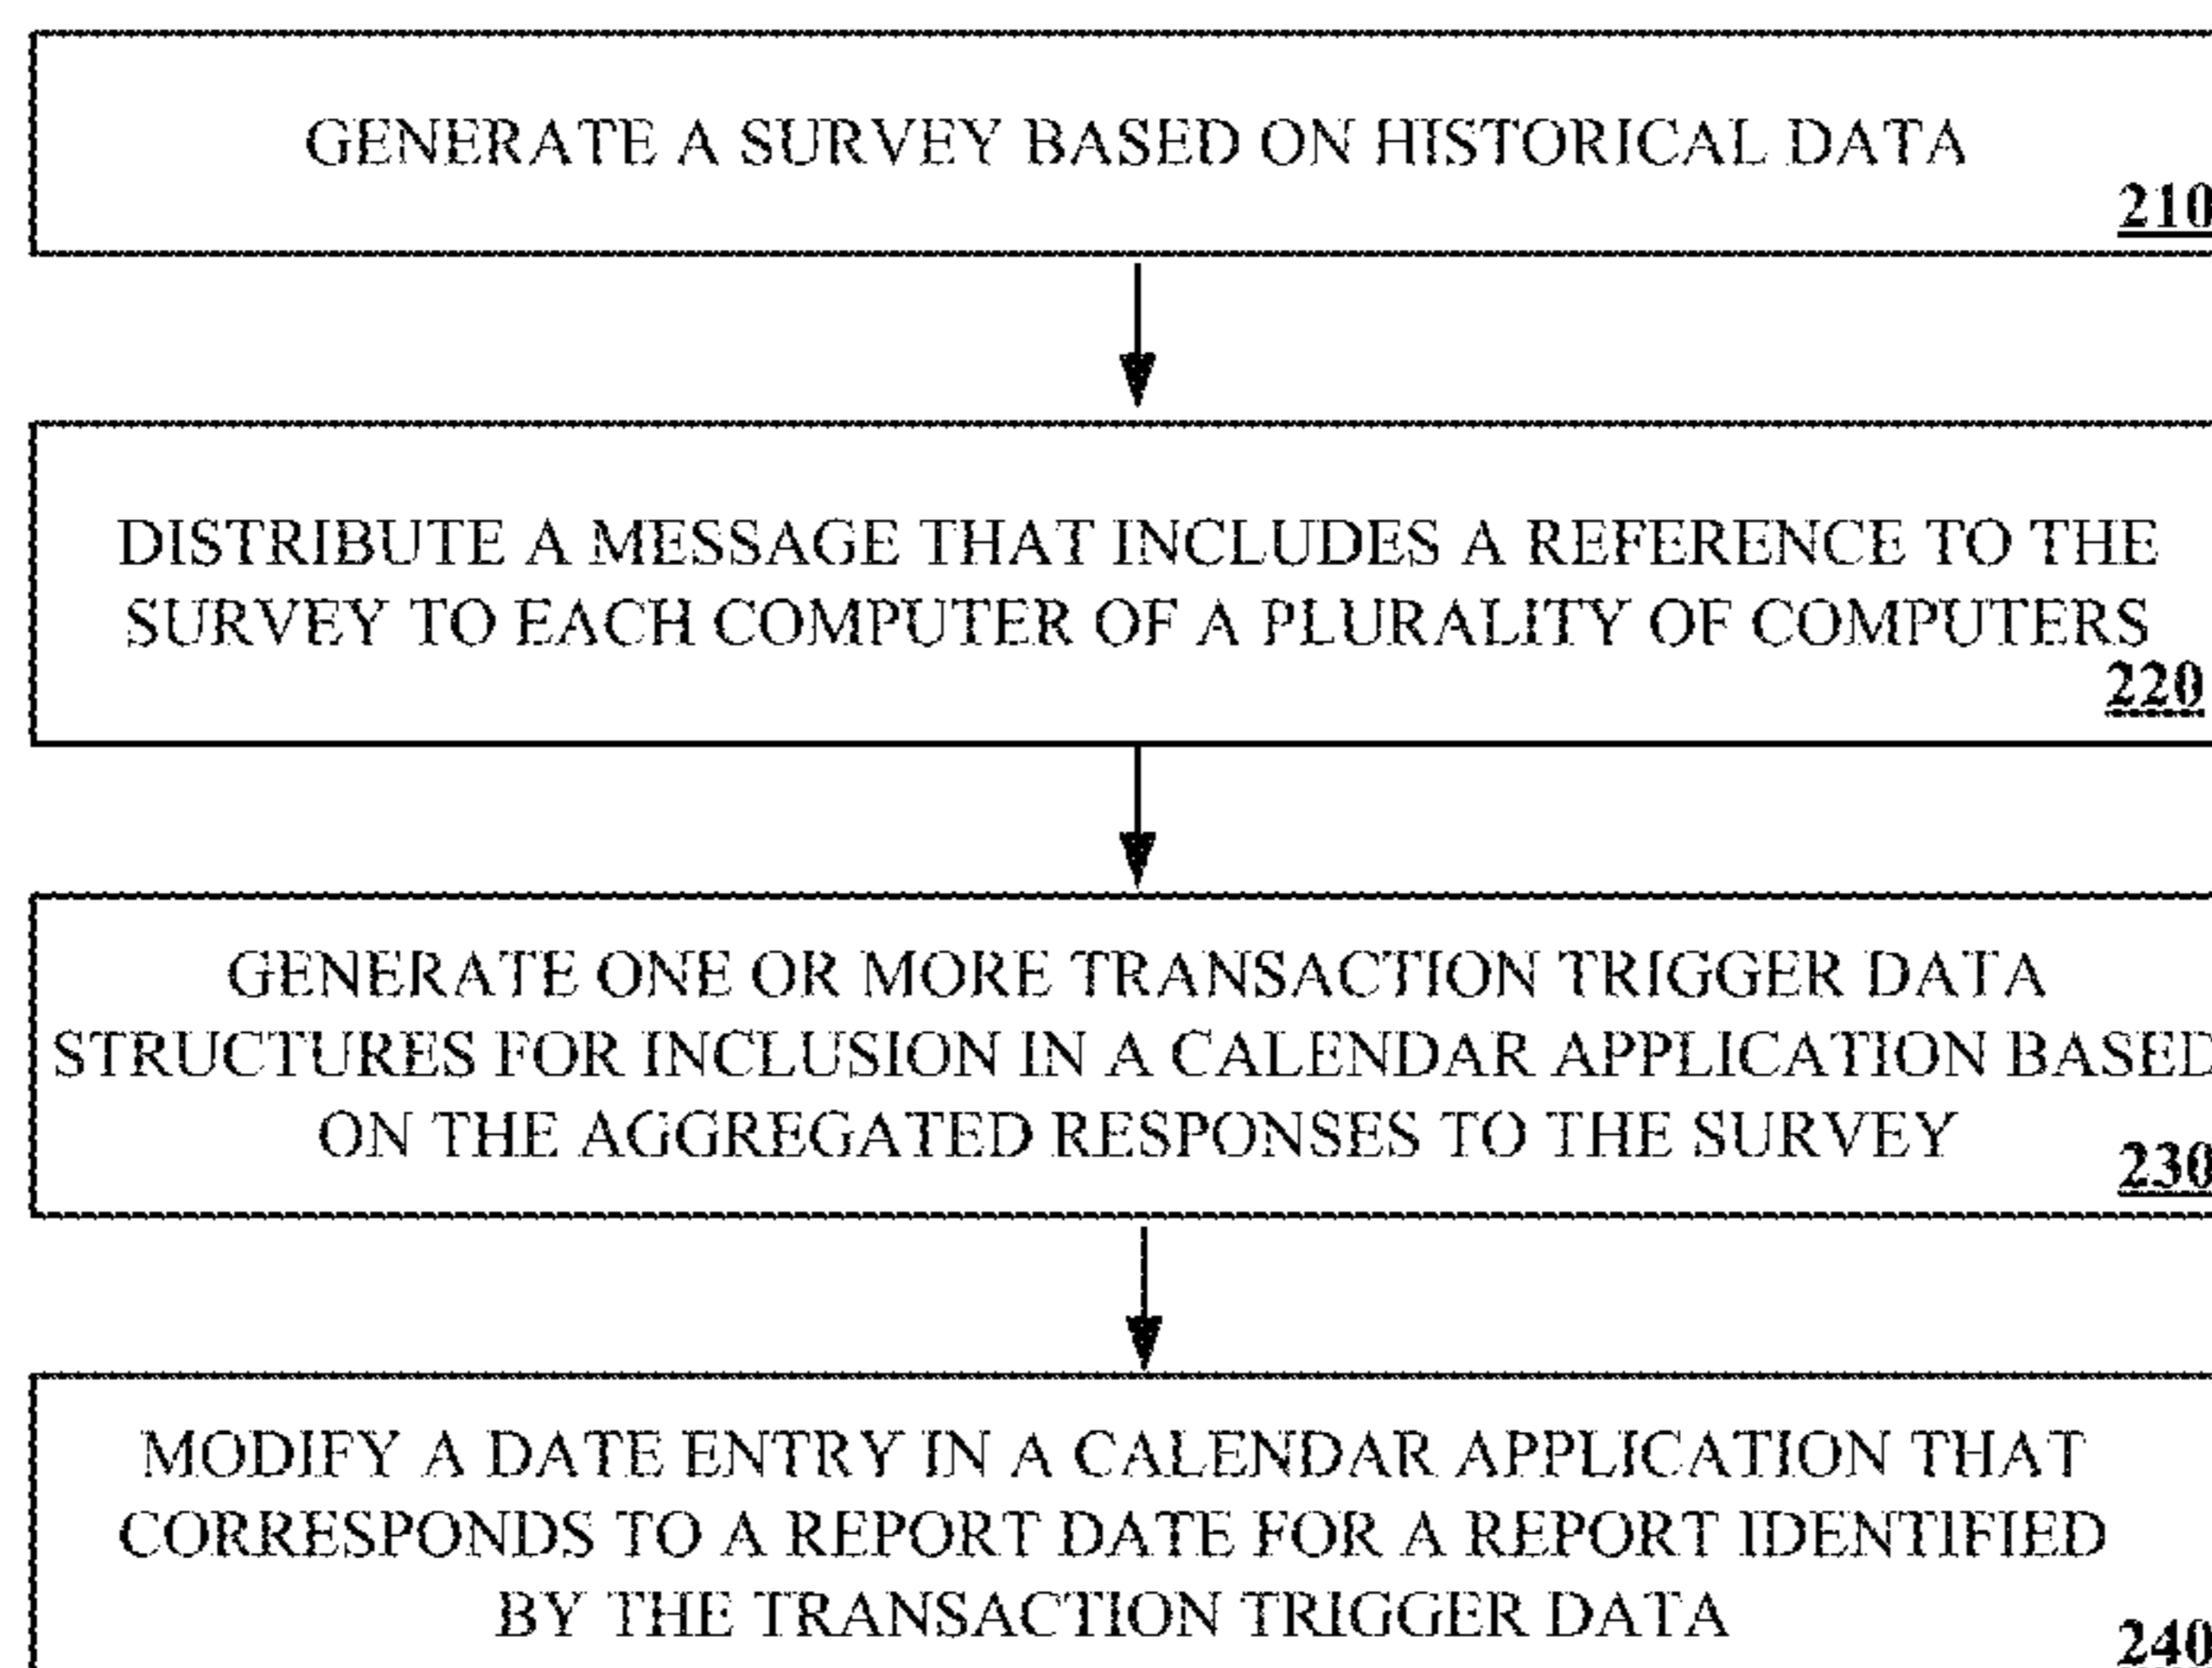 GENERATE A SURVEY BASED ON HISTORICAL DATA
210
DISTRIBUTE A MESSAGE THAT INCLUDES A REFERENCE TO THE
SURVEY TO EACH COMPUTER OF A PLURALITY OF COMPUTERS
220
GENERATE ONE OR MORE TRANSACTION TRIGGER DATA
STRUCTURES FOR INCLUSION IN A CALENDAR APPLICATION BASED
ON THE AGGREGATED RESPONSES TO THE SURVEY
230
MODIFY A DATE ENTRY IN A CALENDAR APPLICATION THAT
CORRESPONDS TO A REPORT DATE FOR A REPORT IDENTIFIED
BY THE TRANSACTION TRIGGER DATA
240